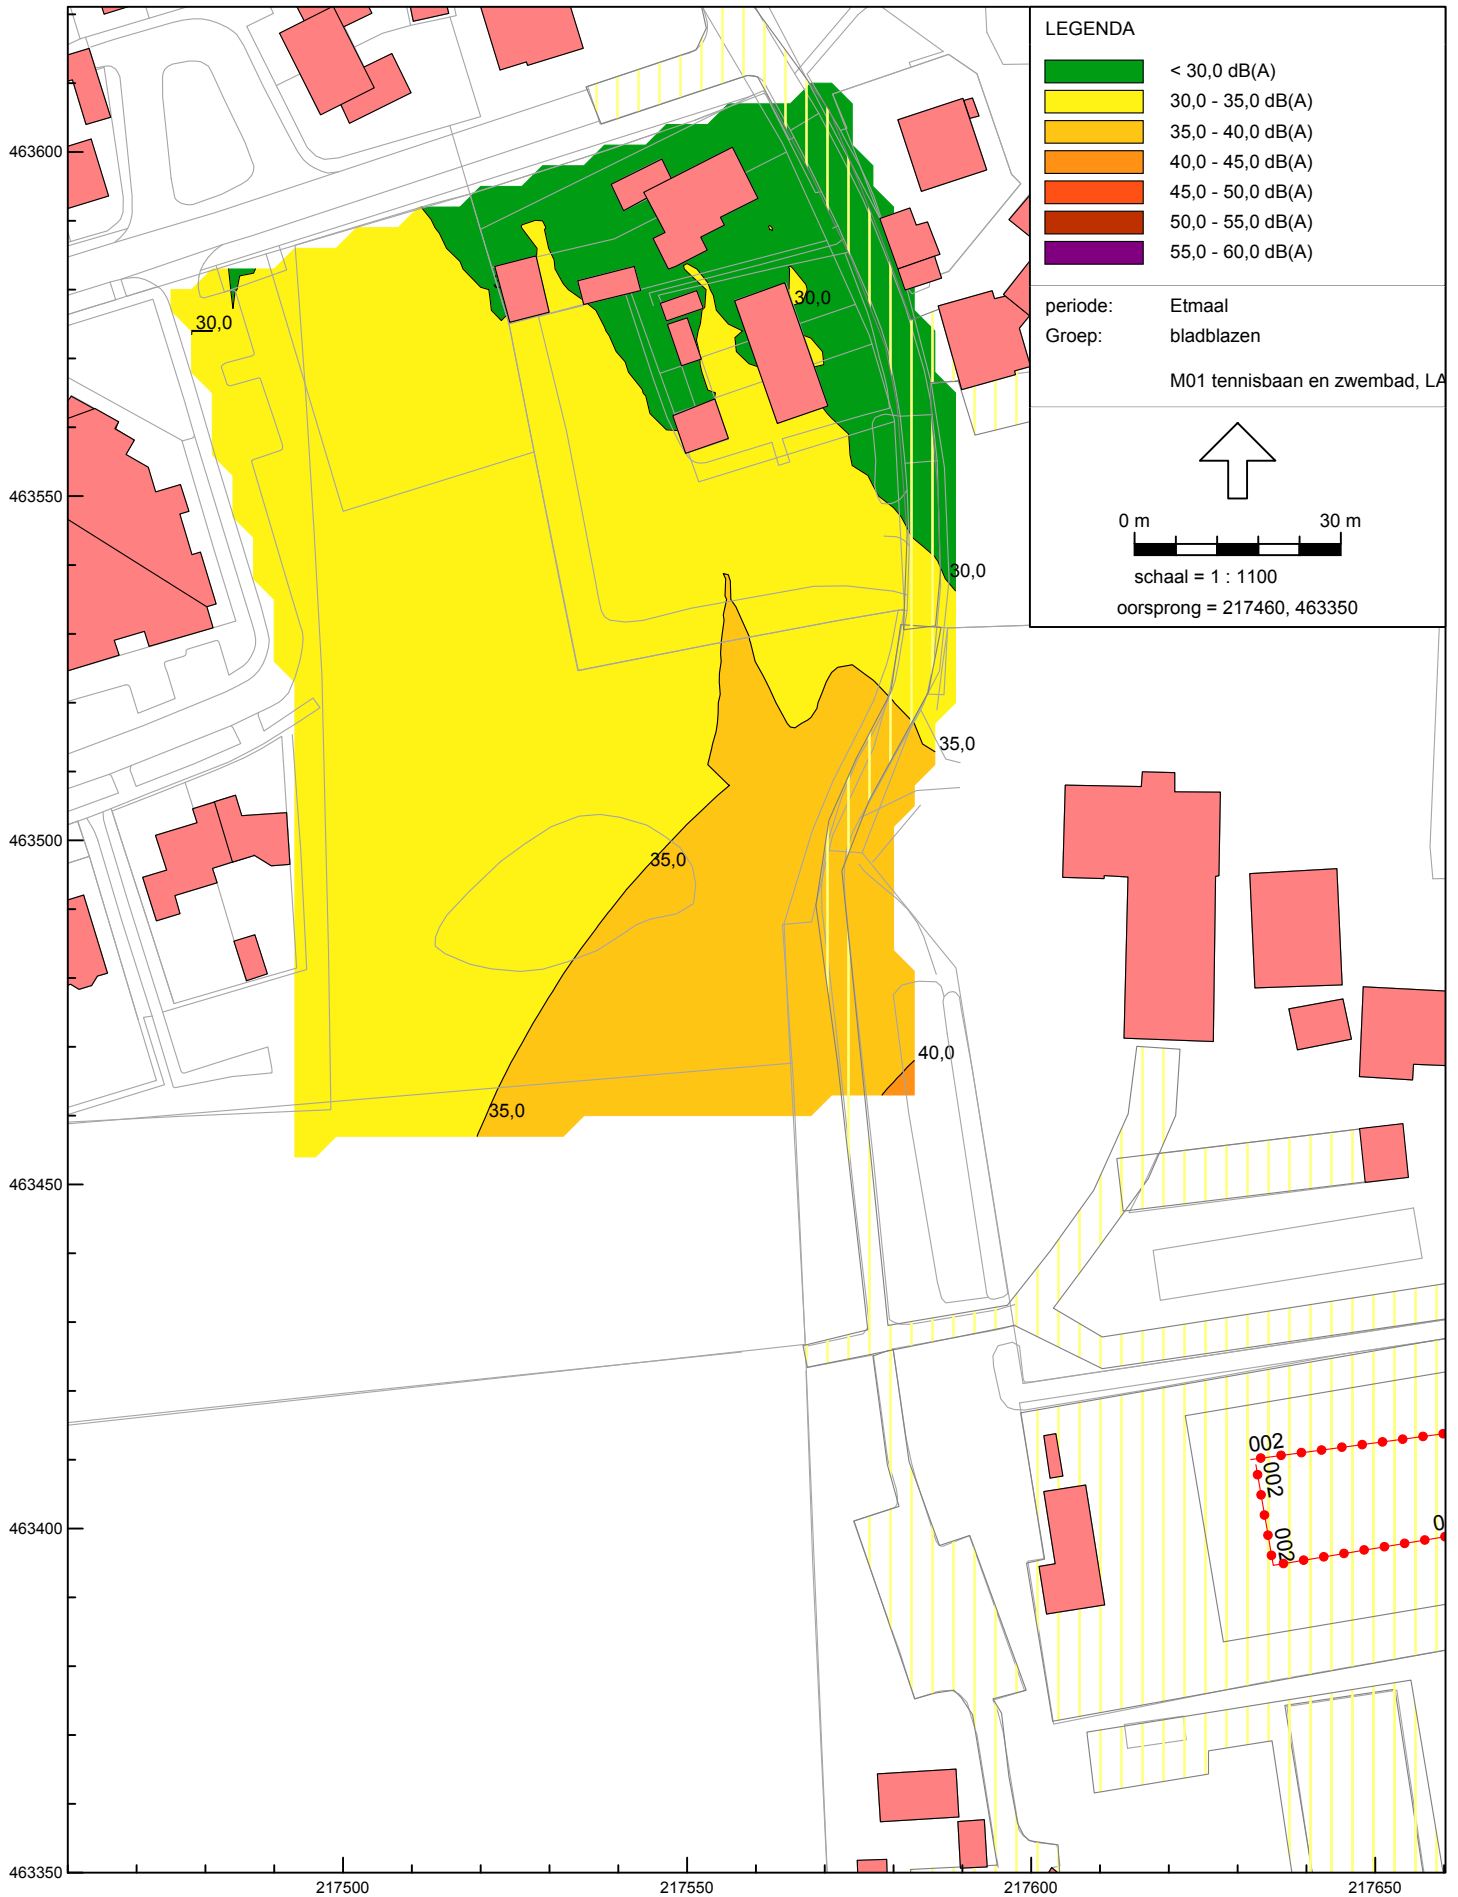 LEGENDA
< 30,0 dB(A)
30,0 - 35,0 dB(A)
35,0 - 40,0 dB(A)
40,0 - 45,0 dB(A)
45,0 - 50,0 dB(A)
50,0 - 55,0 dB(A)
55,0 - 60,0 dB(A)
periode: Etmaal
Groep: bladblazen
M01 tennisbaan en zwembad, LA
0 m 30 m
schaal = 1 : 1100
oorsprong = 217460, 463350
463600
30,0
30,0
463550
30,0
35,0
463500
35,0
40,0
35,0
463450
002
002
0
463400
002
463350
217500 217550 217600 217650